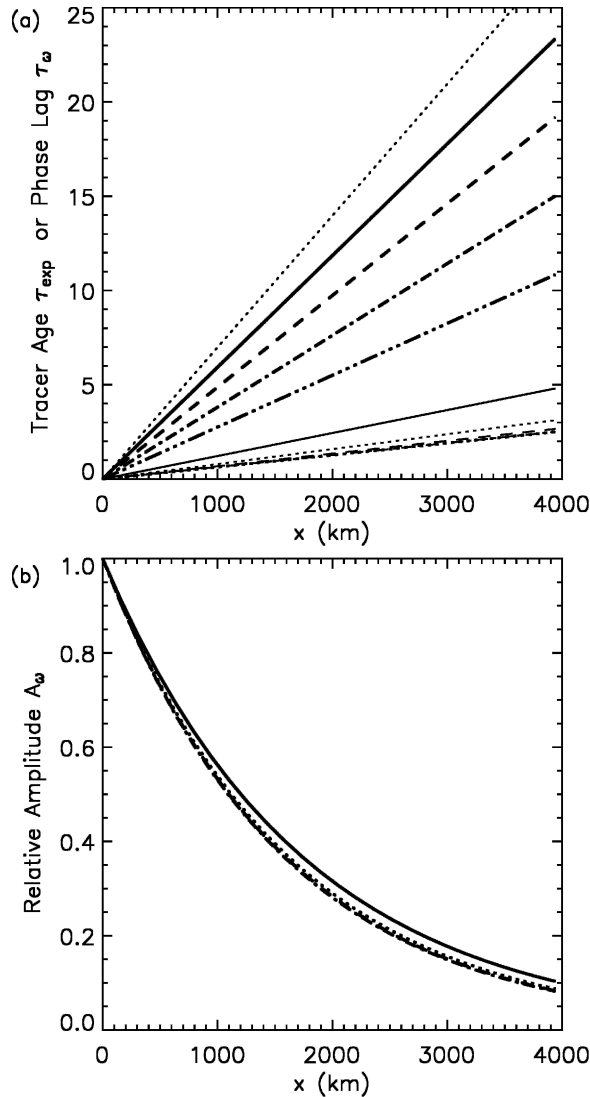 (a)
25
20
15
10
5
0
Tracer Age τexp or Phase Lag τω
0 1000 2000 3000 4000
x (km)
(b)
1.0
0.8
0.6
0.4
0.2
0.0
Relative Amplitude Aω
0 1000 2000 3000 4000
x (km)